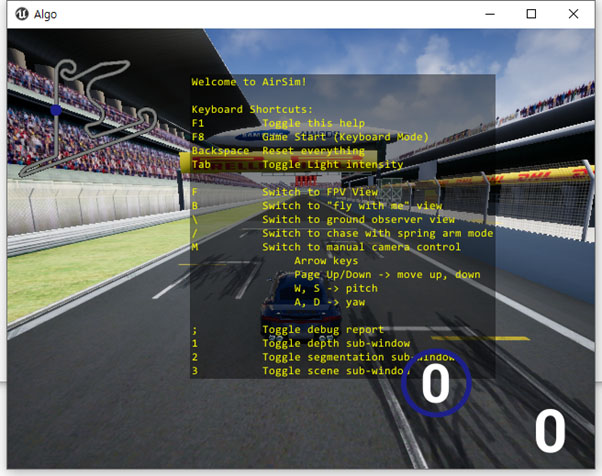 Algo
Welcome to AirSim!
Keyboard Shortcuts:
F1 Toggle this help
F8 Game Start (Keyboard Mode)
Backspace Reset everything
Tab Toggle Light intensity
F Switch to FPV View
B Switch to "fly with me" view
\ Switch to ground observer view
/ Switch to chase with spring arm mode
M Switch to manual camera control
Arrow keys
Page Up/Down -> move up, down
W, S -> pitch
A, D -> yaw
; Toggle debug report
1 Toggle depth sub-window
2 Toggle segmentation sub-window
3 Toggle scene sub-window
DHL
DHL
0
0